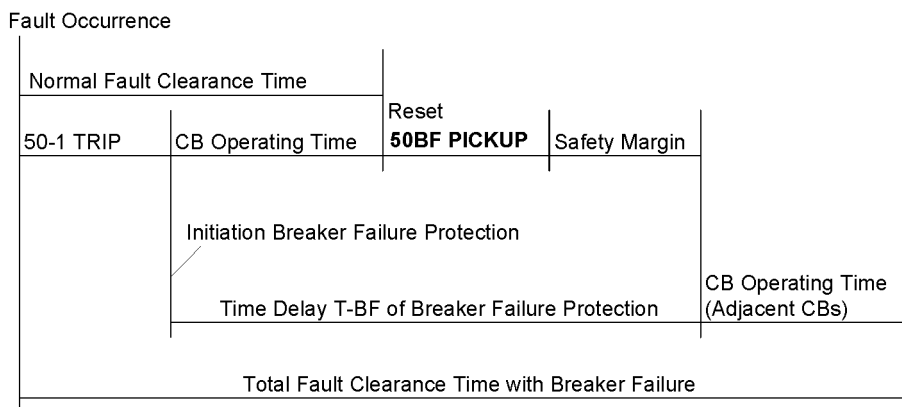 Fault Occurrence
Normal Fault Clearance Time
Reset
50-1 TRIP
CB Operating Time
50BF PICKUP
Safety Margin
Initiation Breaker Failure Protection
CB Operating Time
(Adjacent CBs)
Time Delay T-BF of Breaker Failure Protection
Total Fault Clearance Time with Breaker Failure